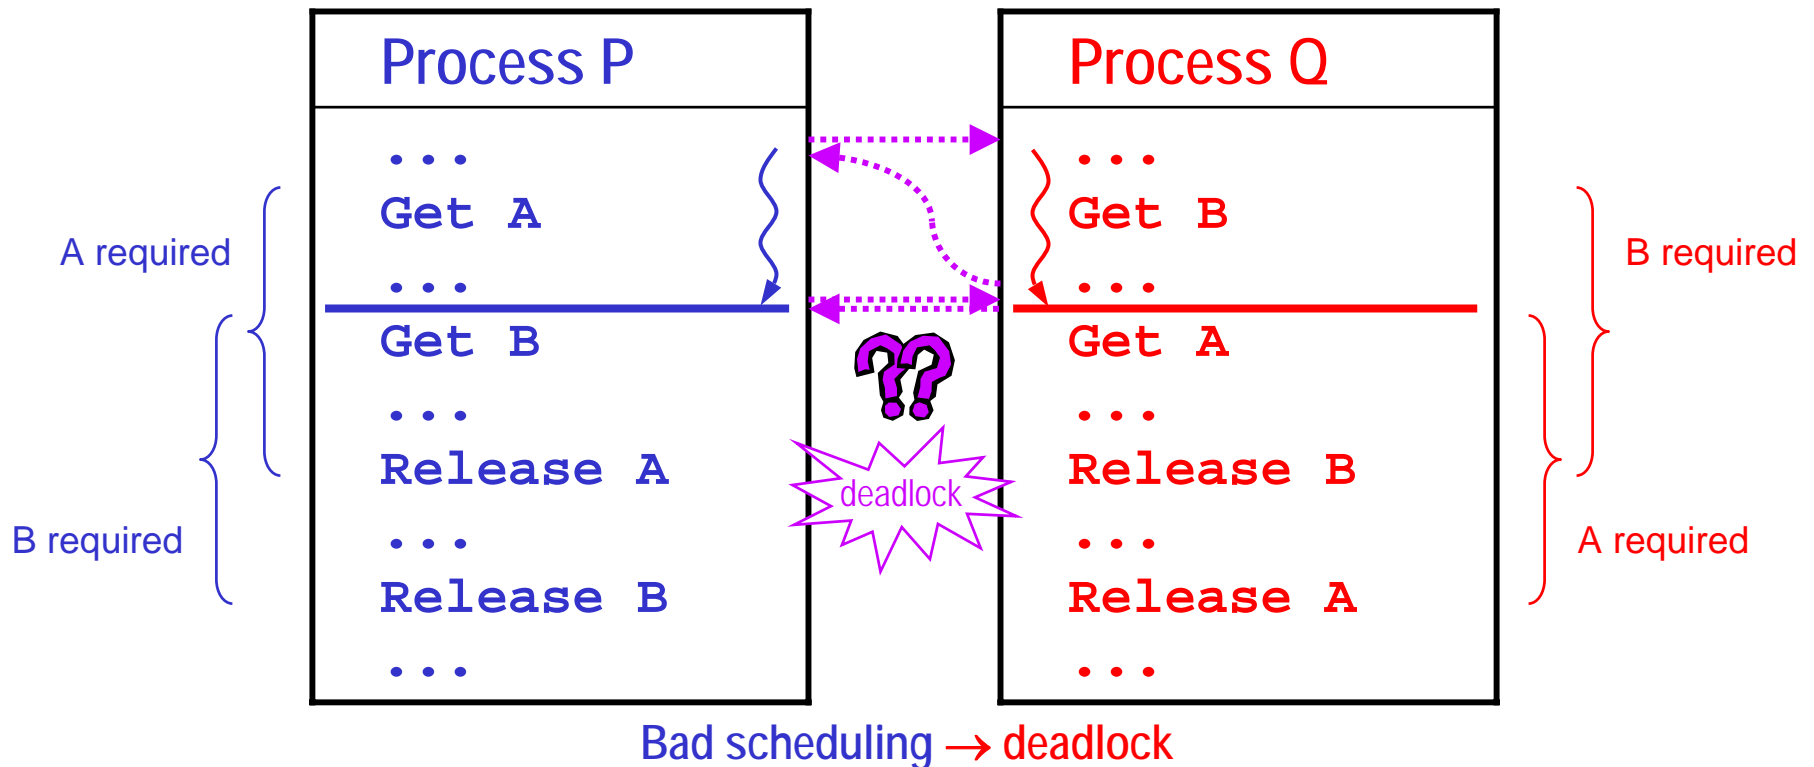 Process P
...
Get A
...
Get B
...
Release A
...
Release B
...
A required
B required
??
deadlock
Process Q
...
Get B
...
Get A
...
Release B
...
Release A
...
B required
A required
Bad scheduling → deadlock